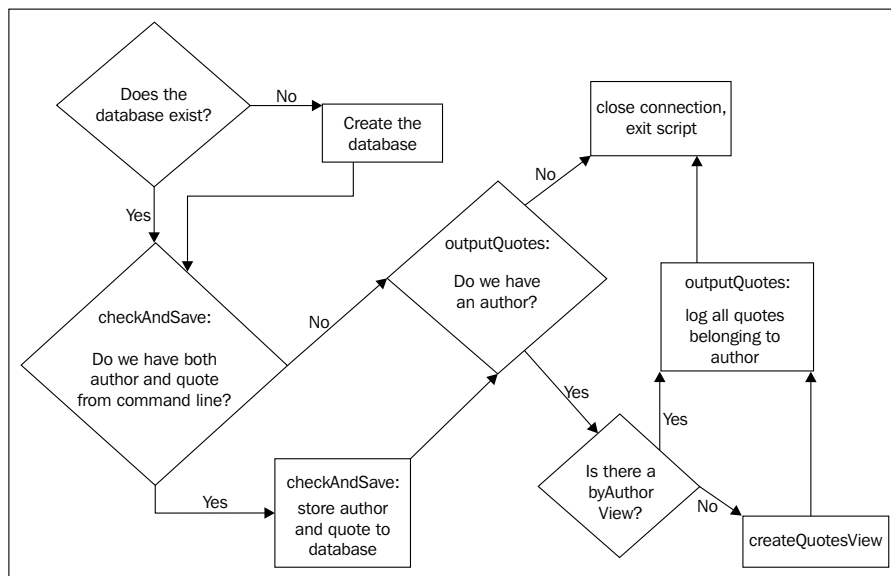 Does the
database exist?
No
Create the
database
Yes
checkAndSave:
Do we have both
author and quote
from command line?
No
Yes
checkAndSave:
store author
and quote to
database
outputQuotes:
Do we have
an author?
No
close connection,
exit script
Yes
Is there a
byAuthor
View?
Yes
No
createQuotesView
outputQuotes:
log all quotes
belonging to
author